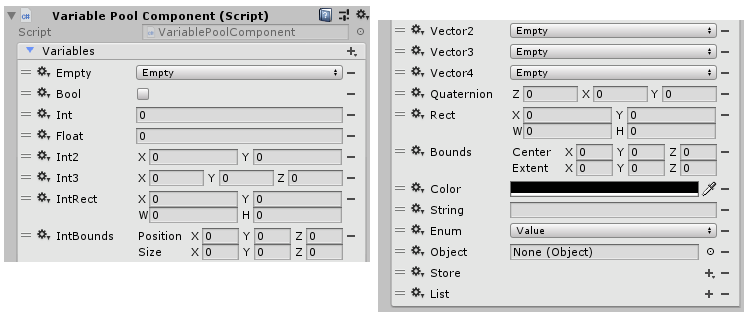 Variable Pool Component (Script)
Script VariablePoolComponent
Variables
Empty Empty
Bool
Int 0
Float 0
Int2 X 0 Y 0
Int3 X 0 Y 0 Z 0
IntRect X 0 Y 0
W 0 H 0
IntBounds Position X 0 Y 0 Z 0
Size X 0 Y 0 Z 0
Vector2 Empty
Vector3 Empty
Vector4 Empty
Quaternion Z 0 X 0 Y 0
Rect X 0 Y 0
W 0 H 0
Bounds Center X 0 Y 0 Z 0
Extent X 0 Y 0 Z 0
Color
String
Enum Value
Object None (Object)
Store
List